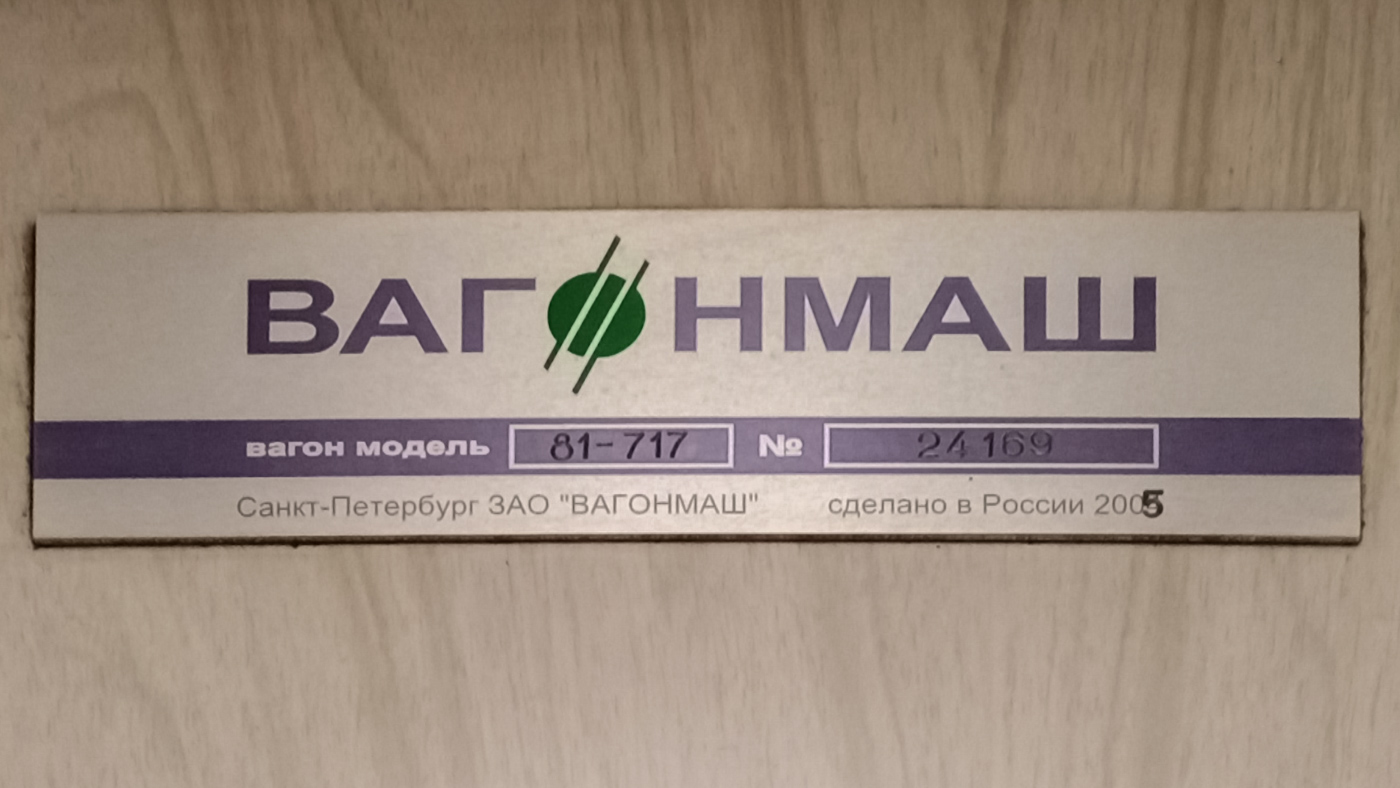 ВАГОНМАШ
вагон модель 81-717 № 24169
Санкт-Петербург ЗАО "ВАГОНМАШ" сделано в России 2005